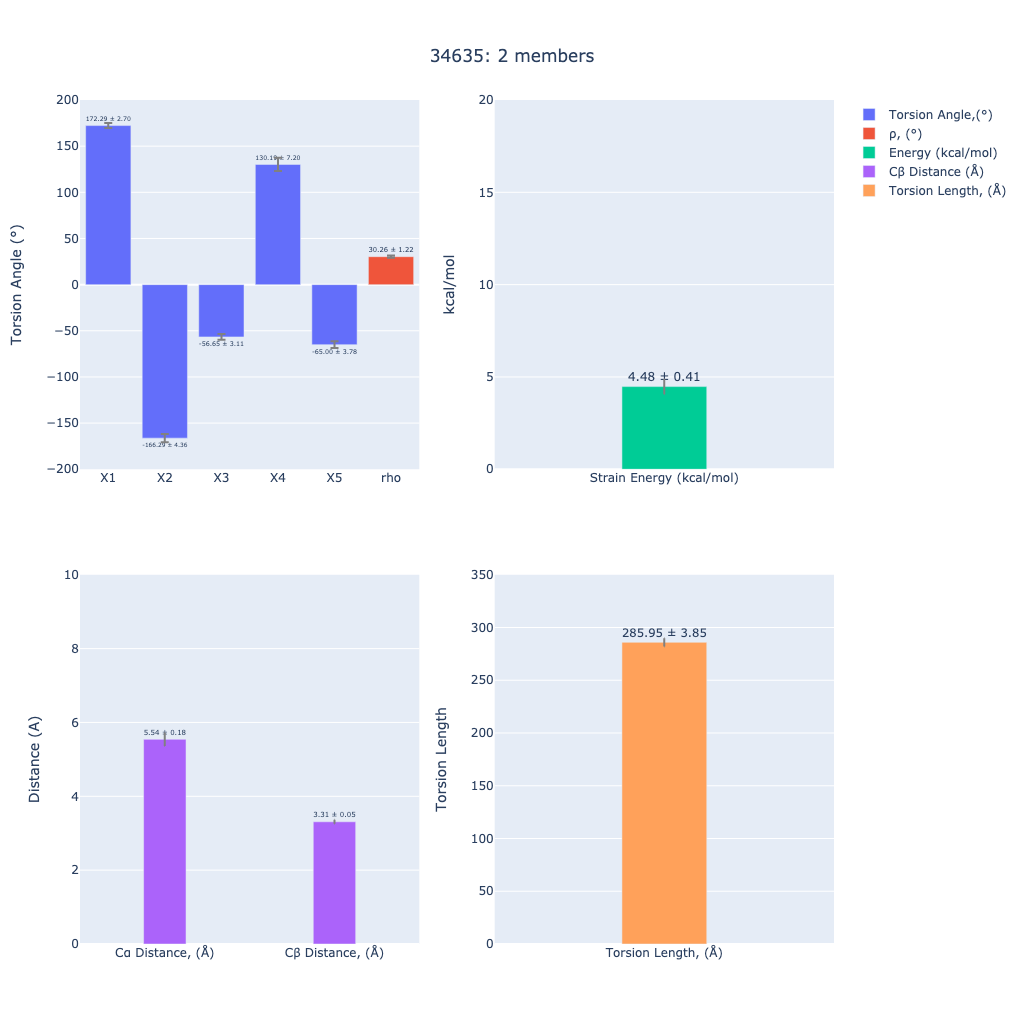 34635: 2 members
Torsion Angle (°)
200
150
100
50
0
−50
−100
−150
−200
172.29 ± 2.70
-166.29 ± 4.36
-56.65 ± 3.11
130.19 ± 7.20
-65.00 ± 3.78
30.26 ± 1.22
X1 X2 X3 X4 X5 rho
kcal/mol
20
15
10
5
0
4.48 ± 0.41
Strain Energy (kcal/mol)
Torsion Angle,(°)
ρ, (°)
Energy (kcal/mol)
Cβ Distance (Å)
Torsion Length, (Å)
Distance (A)
10
8
6
4
2
0
5.54 ± 0.18
3.31 ± 0.05
Cα Distance, (Å) Cβ Distance, (Å)
Torsion Length
350
300
250
200
150
100
50
0
285.95 ± 3.85
Torsion Length, (Å)